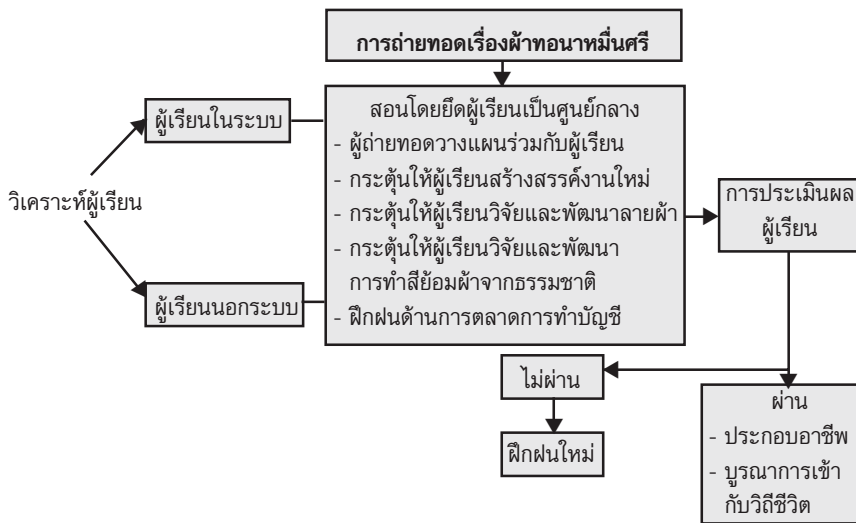 การถ่ายทอดเรื่องผ้าทอนาหมื่นศรี
วิเคราะห์ผู้เรียน
ผู้เรียนในระบบ
ผู้เรียนนอกระบบ
สอนโดยยึดผู้เรียนเป็นศูนย์กลาง
- ผู้ถ่ายทอดวางแผนร่วมกับผู้เรียน
- กระตุ้นให้ผู้เรียนสร้างสรรค์งานใหม่
- กระตุ้นให้ผู้เรียนวิจัยและพัฒนาลายผ้า
- กระตุ้นให้ผู้เรียนวิจัยและพัฒนา
การทำสีย้อมผ้าจากธรรมชาติ
- ฝึกฝนด้านการตลาดการทำบัญชี
การประเมินผล
ผู้เรียน
ไม่ผ่าน
ฝึกฝนใหม่
ผ่าน
- ประกอบอาชีพ
- บูรณาการเข้า
กับวิถีชีวิต